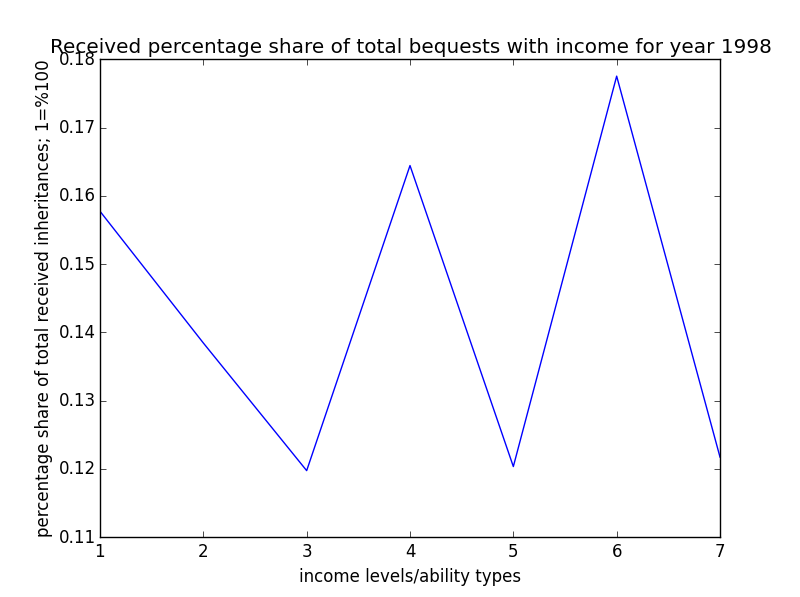 Received percentage share of total bequests with income for year 1998
percentage share of total received inheritances; 1=%100
0.18
0.17
0.16
0.15
0.14
0.13
0.12
0.11
1 2 3 4 5 6 7
income levels/ability types